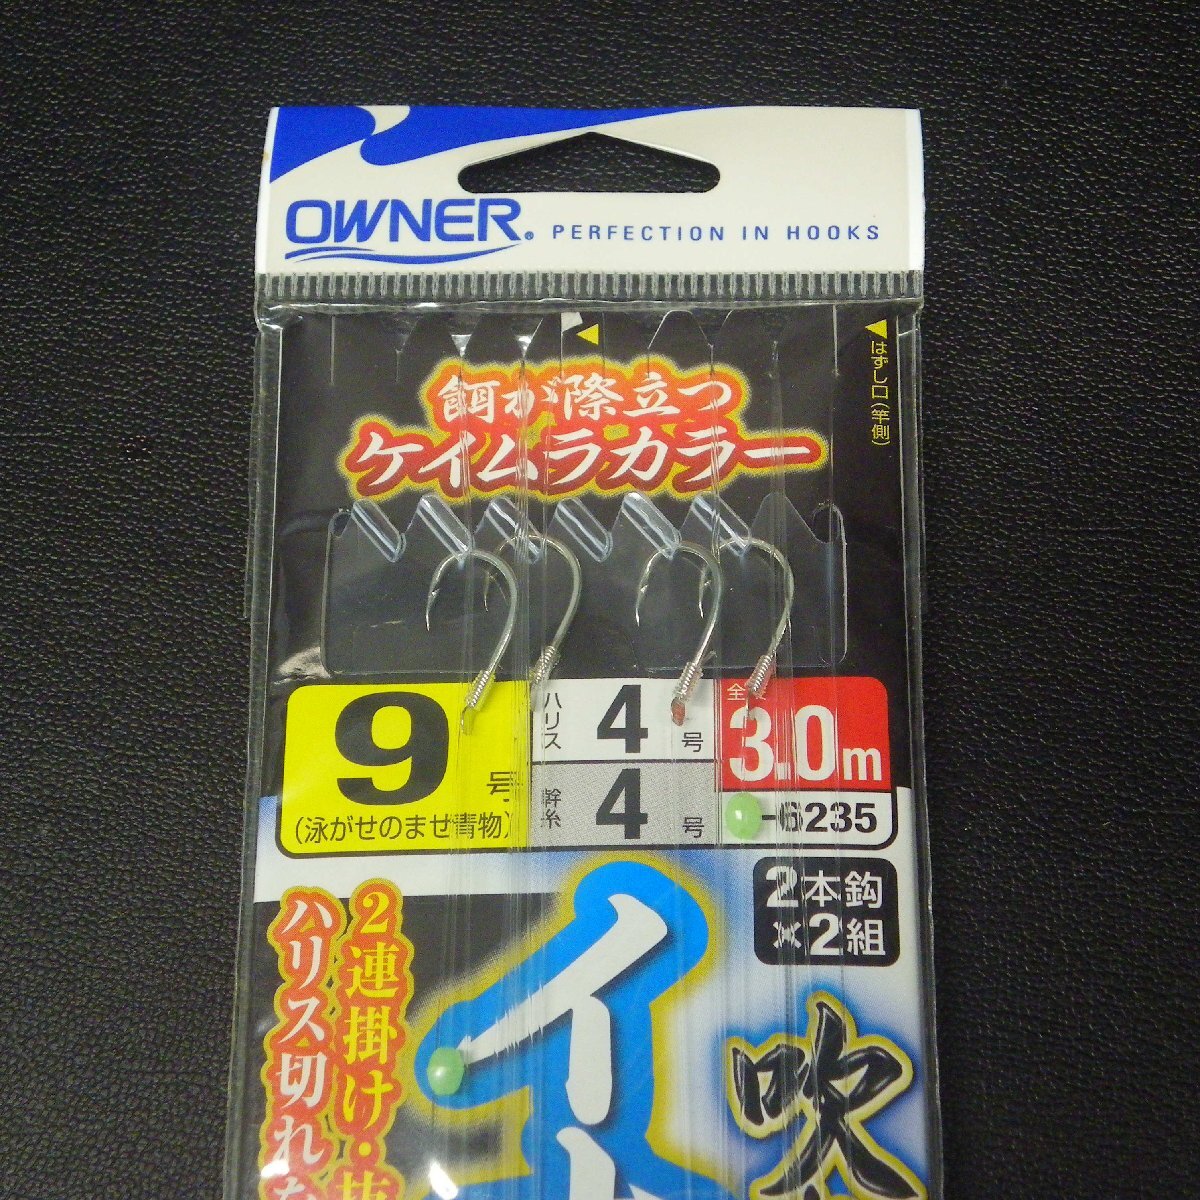 OWNER. PERFECTION IN HOOKS
はずし口(竿側)
餌が際立つ
ケイムラカラー
9号
(泳がせのませ青物)
ハリス 4号
幹糸 4号
3.0m
-6235
2本鈎
×2組
2連掛け・
ハリス切れ
イ
吹